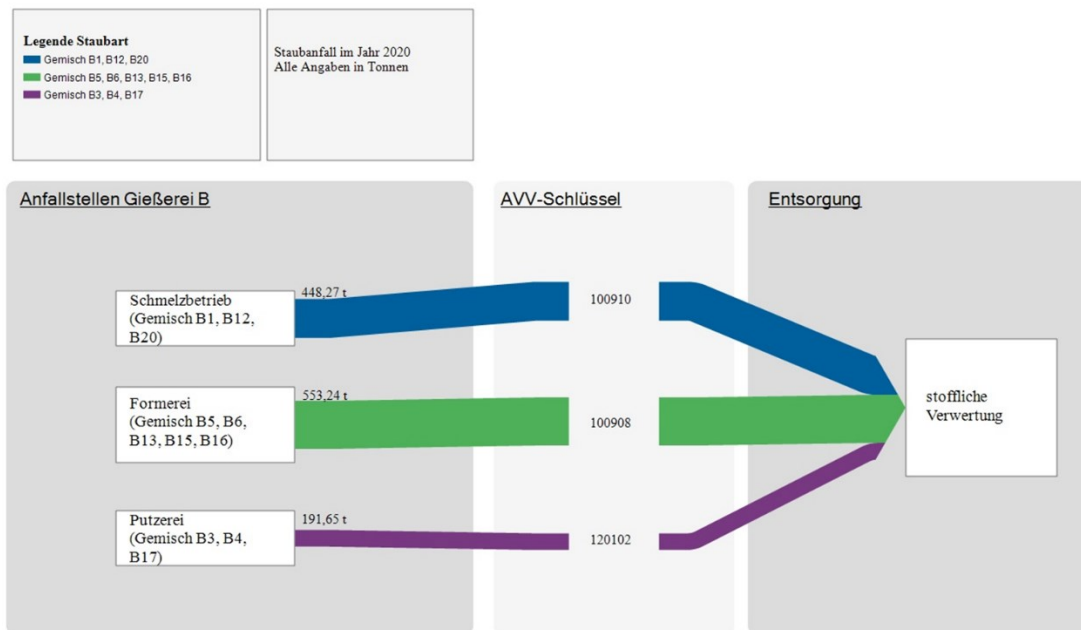 Legende Staubart
Gemisch B1, B12, B20
Gemisch B5, B6, B13, B15, B16
Gemisch B3, B4, B17
Staubanfall im Jahr 2020
Alle Angaben in Tonnen
Anfallstellen Gießerei B
AVV-Schlüssel
Entsorgung
Schmelzbetrieb
(Gemisch B1, B12,
B20)
448,27 t
100910
Formerei
(Gemisch B5, B6,
B13, B15, B16)
553,24 t
100908
stoffliche
Verwertung
Putzerei
(Gemisch B3, B4,
B17)
191,65 t
120102